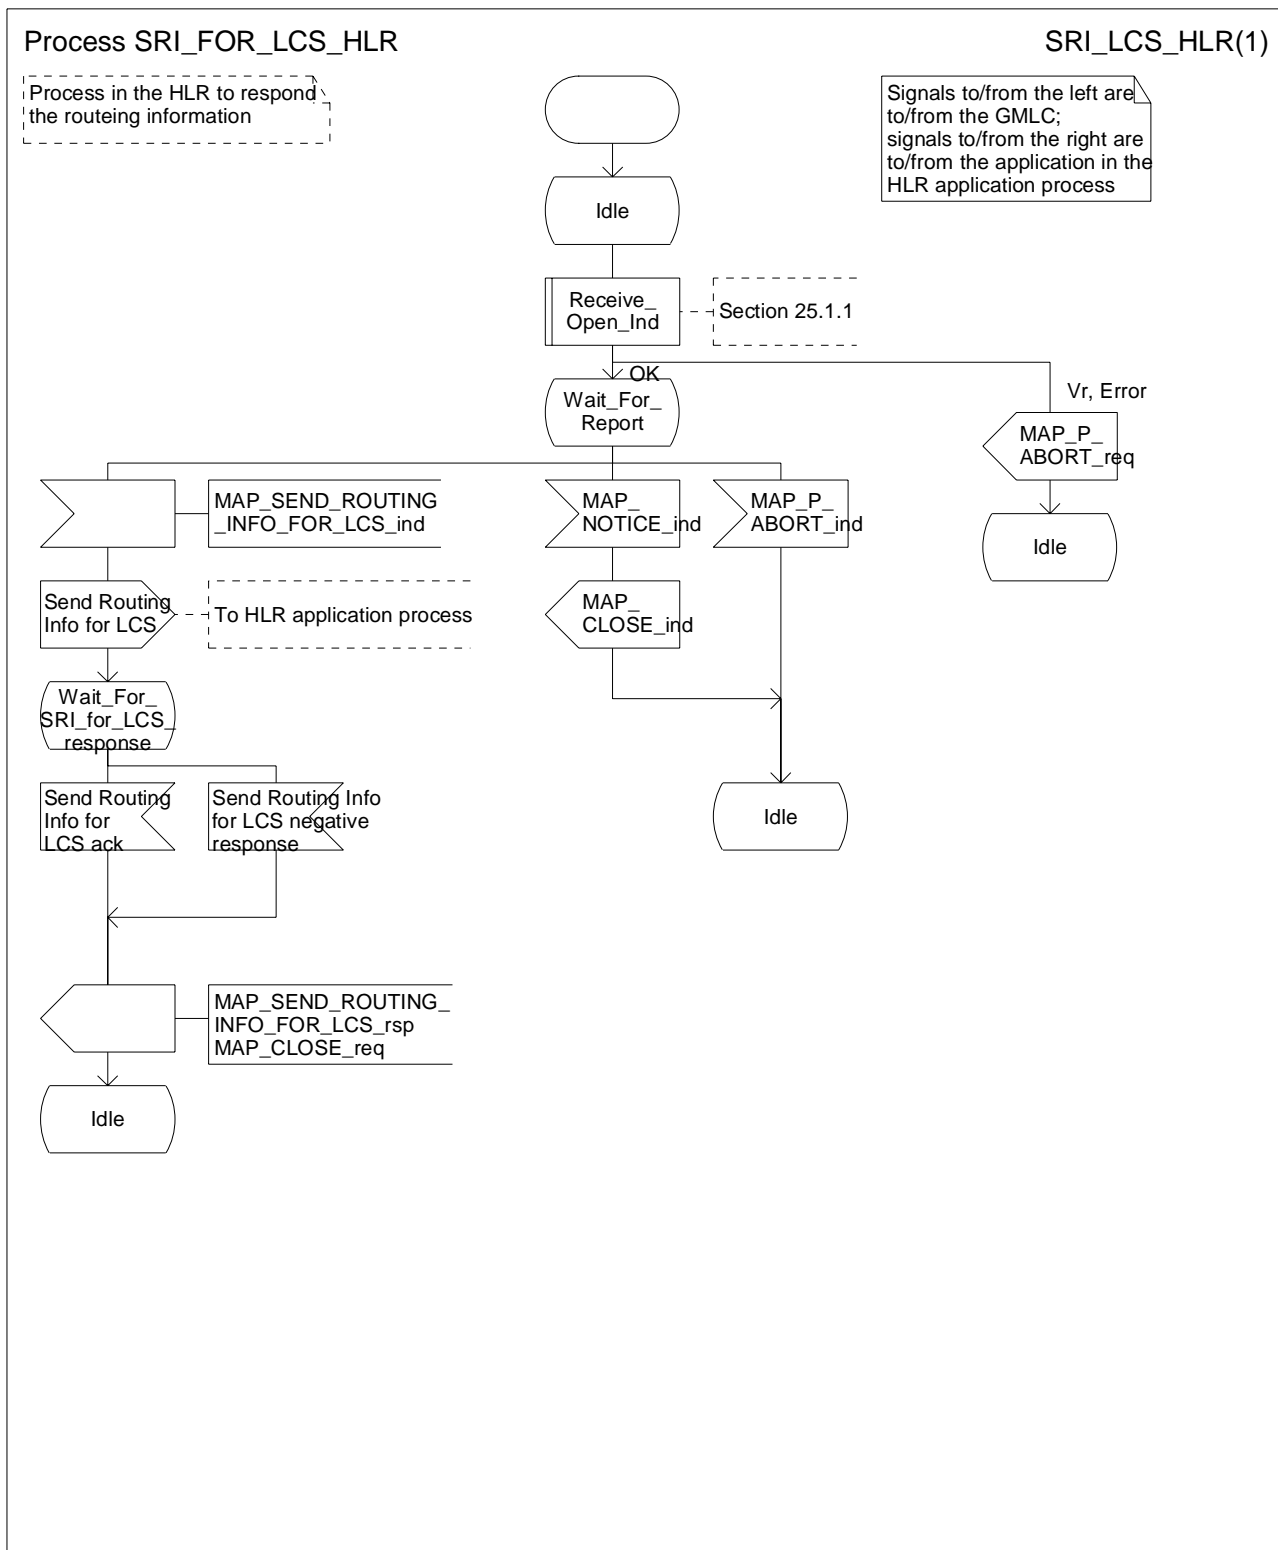 Process SRI_FOR_LCS_HLR
SRI_LCS_HLR(1)
Process in the HLR to respond
the routeing information
Signals to/from the left are
to/from the GMLC;
signals to/from the right are
to/from the application in the
HLR application process
Idle
Receive_
Open_Ind
Section 25.1.1
OK
Wait_For_
Report
Vr, Error
MAP_P_
ABORT_req
Idle
MAP_SEND_ROUTING
_INFO_FOR_LCS_ind
MAP_
NOTICE_ind
MAP_P_
ABORT_ind
Send Routing
Info for LCS
To HLR application process
MAP_
CLOSE_ind
Wait_For_
SRI_for_LCS_
response
Send Routing
Info for
LCS ack
Send Routing Info
for LCS negative
response
Idle
MAP_SEND_ROUTING_
INFO_FOR_LCS_rsp
MAP_CLOSE_req
Idle